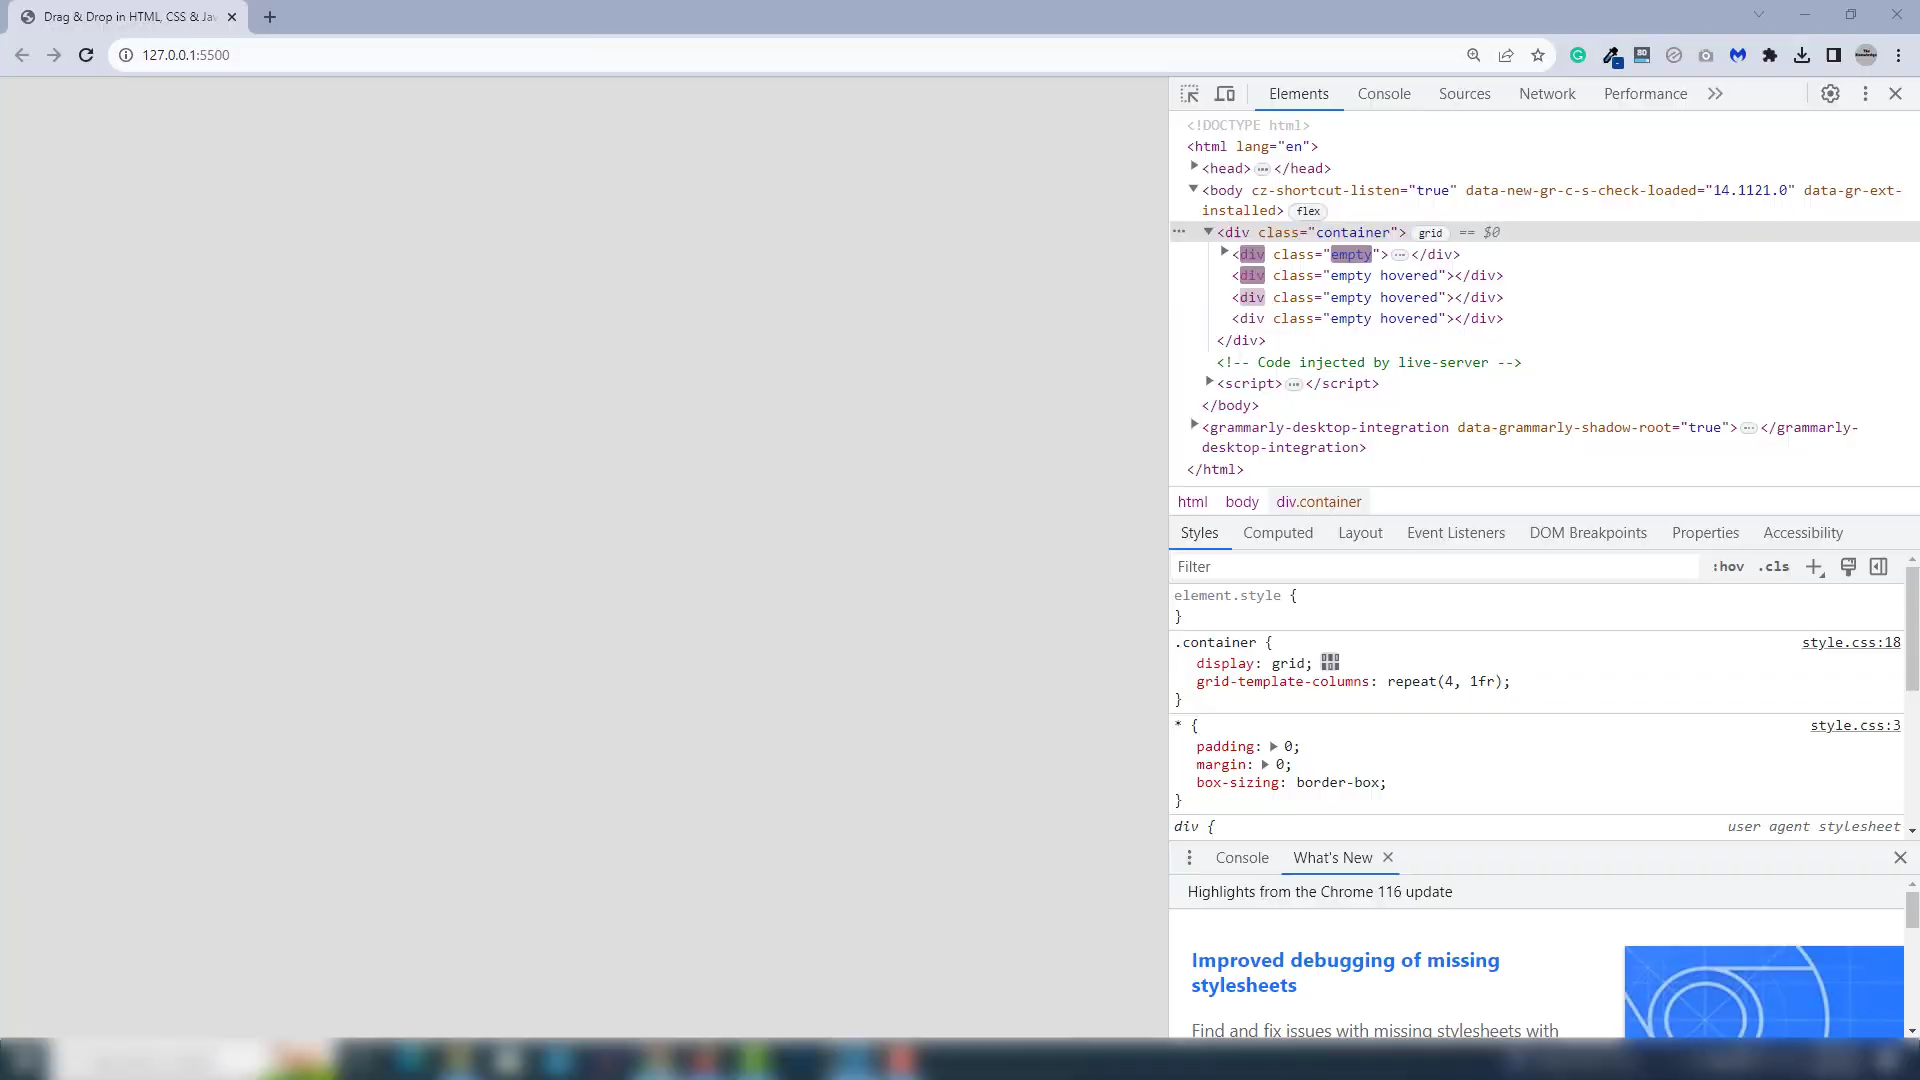 Drag & Drop in HTML, CSS & Jav
127.0.0.1:5500
Elements
Console
Sources
Network
Performance
<!DOCTYPE html>
<html lang="en">
<head>…</head>
<body cz-shortcut-listen="true" data-new-gr-c-s-check-loaded="14.1121.0" data-gr-ext-
installed> flex
<div class="container"> grid == $0
<div class="empty">…</div>
<div class="empty hovered"></div>
<div class="empty hovered"></div>
<div class="empty hovered"></div>
</div>
<!-- Code injected by live-server -->
<script>…</script>
</body>
<grammarly-desktop-integration data-grammarly-shadow-root="true">…</grammarly-
desktop-integration>
</html>
html body div.container
Styles Computed Layout Event Listeners DOM Breakpoints Properties Accessibility
Filter
:hov .cls
element.style {
}
.container { style.css:18
display: grid;
grid-template-columns: repeat(4, 1fr);
}
* { style.css:3
padding: 0;
margin: 0;
box-sizing: border-box;
}
div { user agent stylesheet
Console What's New
Highlights from the Chrome 116 update
Improved debugging of missing
stylesheets
Find and fix issues with missing stylesheets with